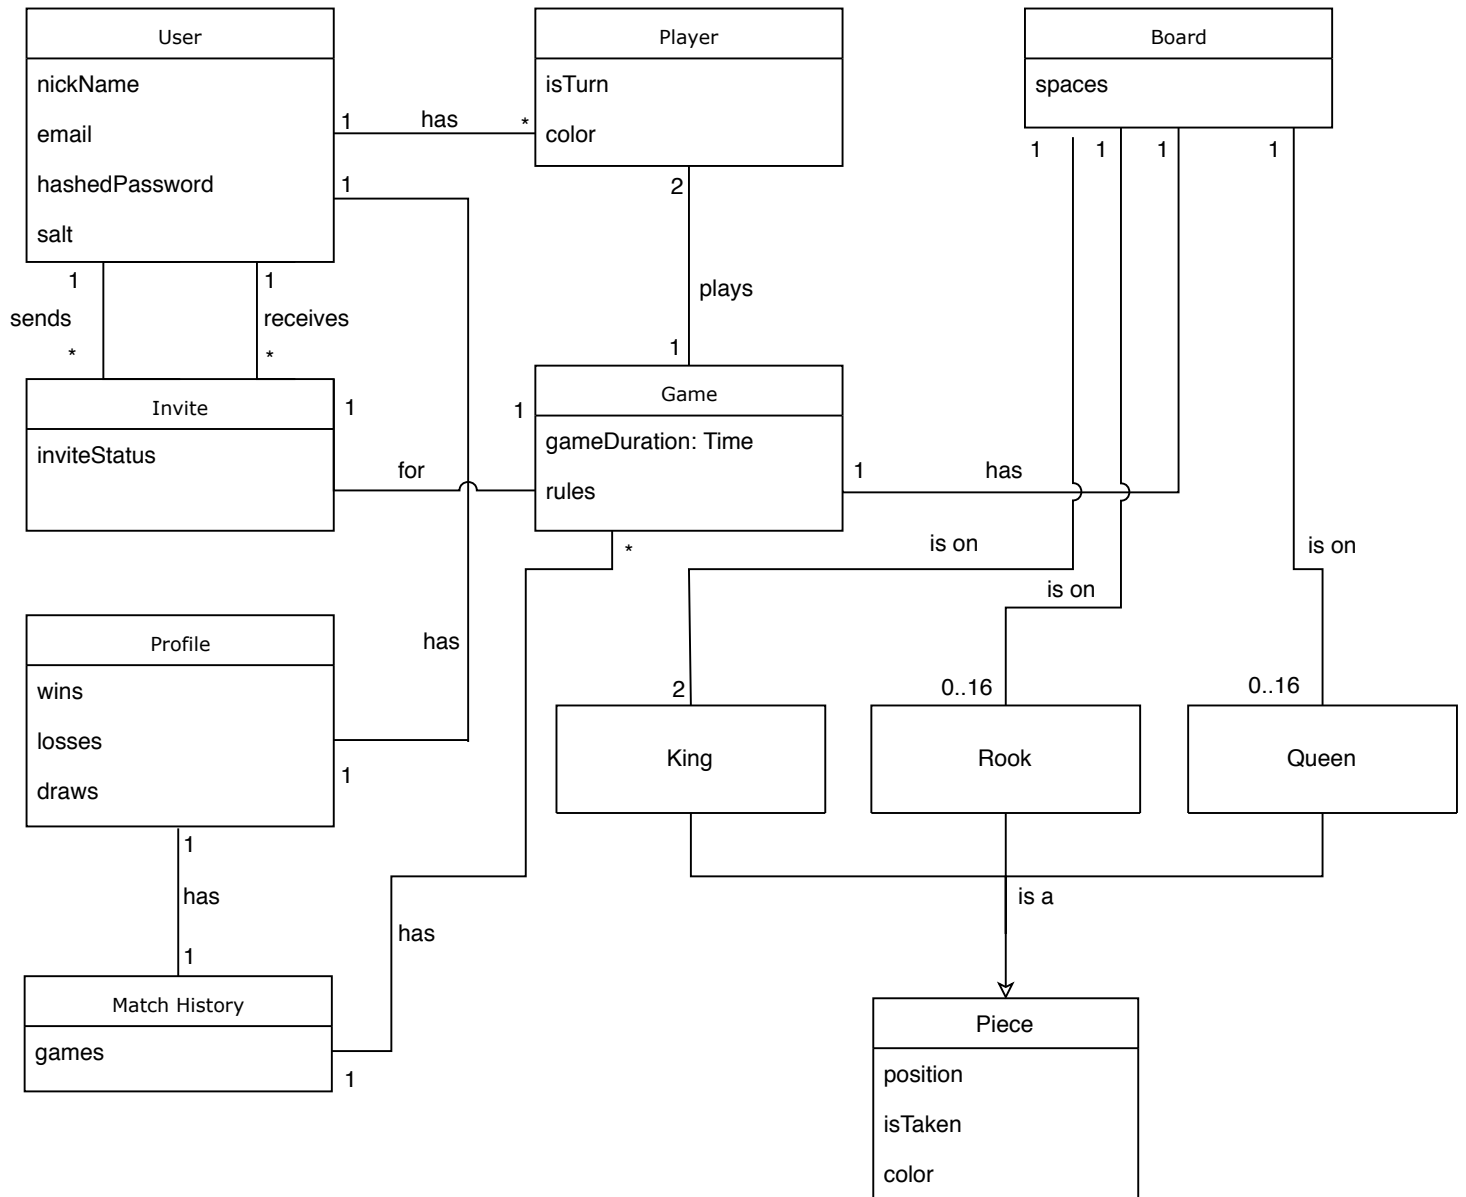 User
nickName
email
hashedPassword
salt
1
has
*
Player
isTurn
color
Board
spaces
1
1
1
1
1
2
plays
1
1
sends
*
1
receives
*
Invite
inviteStatus
1
for
1
Game
gameDuration: Time
rules
1
has
*
is on
is on
is on
Profile
wins
losses
draws
has
1
2
0..16
0..16
King
Rook
Queen
1
has
1
has
is a
Match History
games
1
Piece
position
isTaken
color